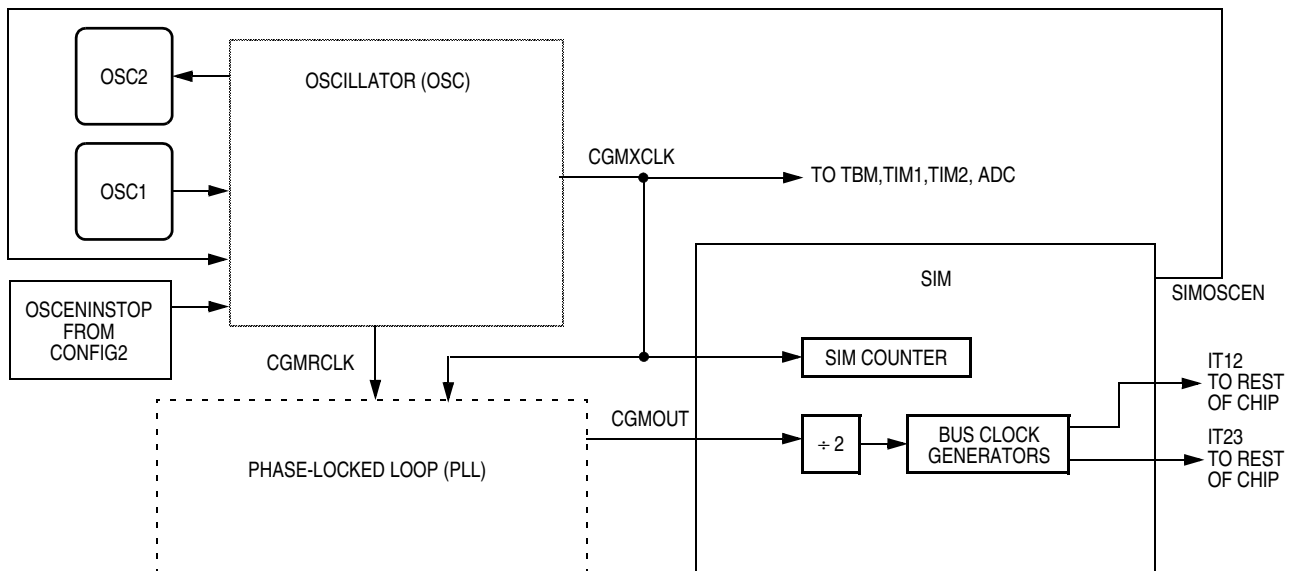 OSC2
OSCILLATOR (OSC)
OSC1
CGMXCLK
TO TBM,TIM1,TIM2, ADC
SIM
SIMOSCEN
OSCENINSTOP
FROM
CONFIG2
CGMRCLK
SIM COUNTER
IT12
TO REST
OF CHIP
CGMOUT
÷ 2
BUS CLOCK
GENERATORS
IT23
TO REST
OF CHIP
PHASE-LOCKED LOOP (PLL)